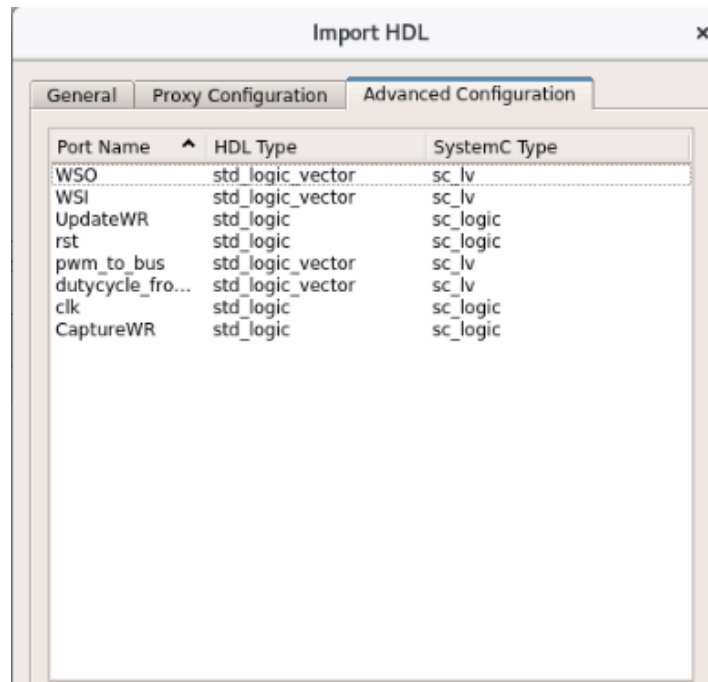 Import HDL
General Proxy Configuration Advanced Configuration
Port Name HDL Type SystemC Type
WSO std_logic_vector sc_lv
WSI std_logic_vector sc_lv
UpdateWR std_logic sc_logic
rst std_logic sc_logic
pwm_to_bus std_logic_vector sc_lv
dutycycle_fro... std_logic_vector sc_lv
clk std_logic sc_logic
CaptureWR std_logic sc_logic